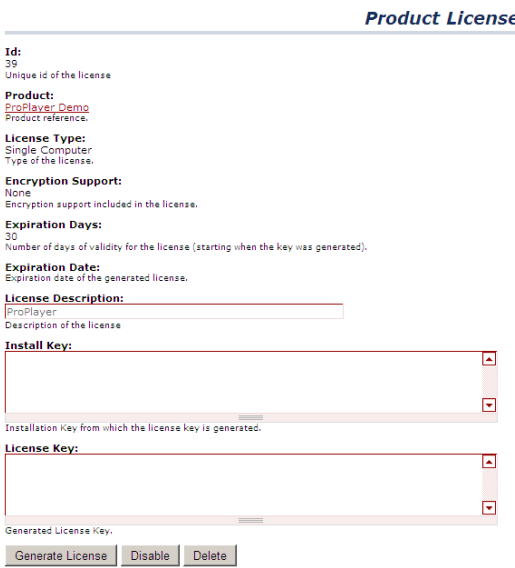 Product License
Id:
39
Unique id of the license
Product:
ProPlayer Demo
Product reference.
License Type:
Single Computer
Type of the license.
Encryption Support:
None
Encryption support included in the license.
Expiration Days:
30
Number of days of validity for the license (starting when the key was generated).
Expiration Date:
Expiration date of the generated license.
License Description:
ProPlayer
Description of the license
Install Key:
Installation Key from which the license key is generated.
License Key:
Generated License Key.
Generate License Disable Delete